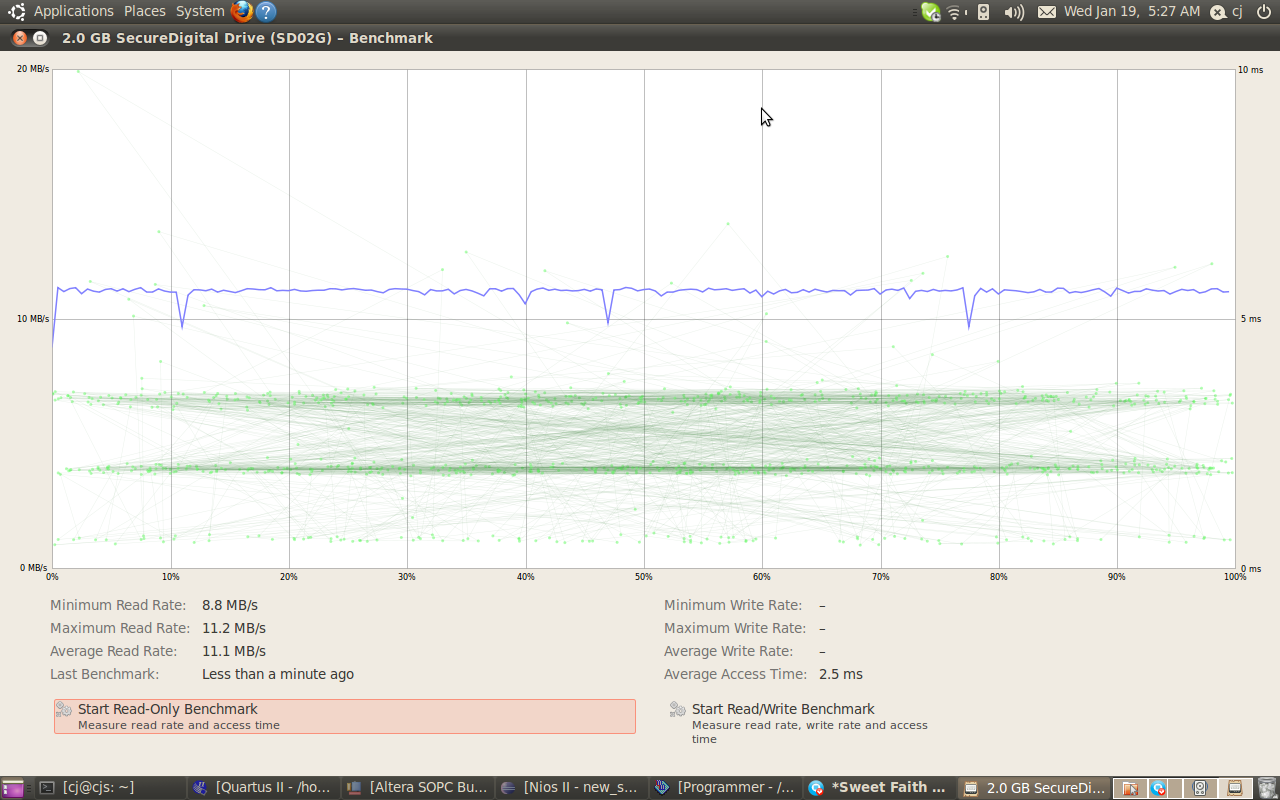 Applications Places System
Wed Jan 19, 5:27 AM
cj
2.0 GB SecureDigital Drive (SD02G) – Benchmark
20 MB/s
10 ms
10 MB/s
5 ms
0 MB/s
0 ms
0% 10% 20% 30% 40% 50% 60% 70% 80% 90% 100%
Minimum Read Rate: 8.8 MB/s
Minimum Write Rate: –
Maximum Read Rate: 11.2 MB/s
Maximum Write Rate: –
Average Read Rate: 11.1 MB/s
Average Write Rate: –
Last Benchmark: Less than a minute ago
Average Access Time: 2.5 ms
Start Read-Only Benchmark
Measure read rate and access time
Start Read/Write Benchmark
Measure read rate, write rate and access
time
[cj@cjs: ~]
[Quartus II - /ho...
[Altera SOPC Bu...
[Nios II - new_s...
[Programmer - /...
*Sweet Faith ...
2.0 GB SecureDi...